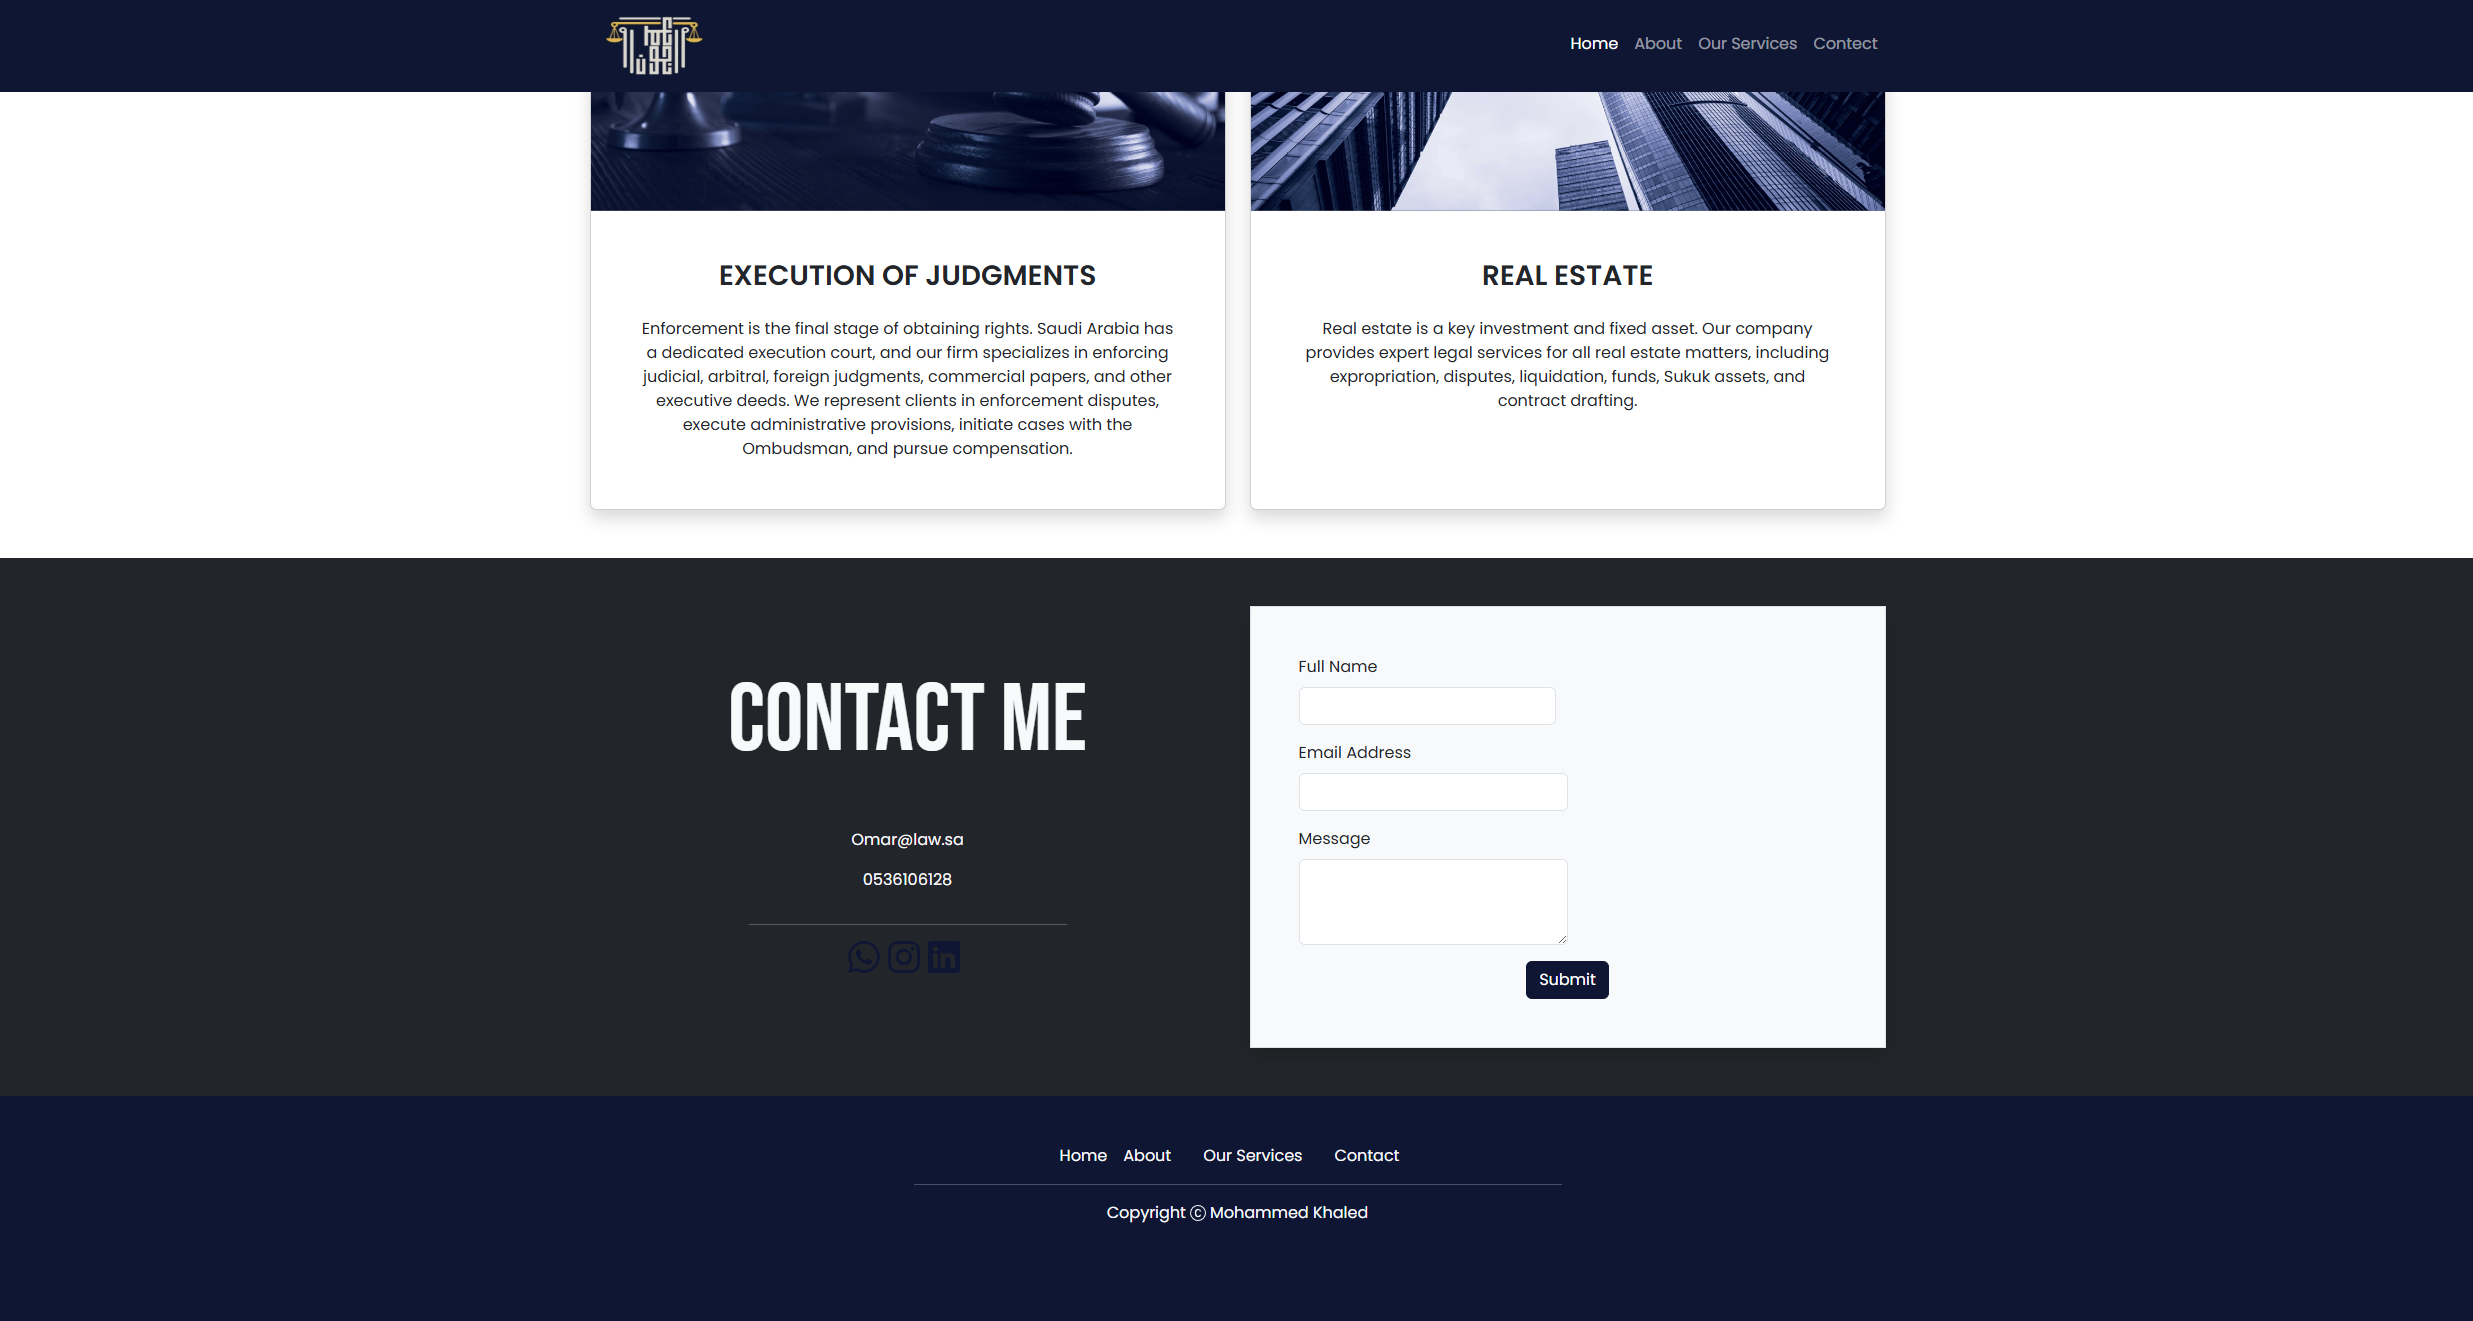 Home About Our Services Contect
EXECUTION OF JUDGMENTS
Enforcement is the final stage of obtaining rights. Saudi Arabia has
a dedicated execution court, and our firm specializes in enforcing
judicial, arbitral, foreign judgments, commercial papers, and other
executive deeds. We represent clients in enforcement disputes,
execute administrative provisions, initiate cases with the
Ombudsman, and pursue compensation.
REAL ESTATE
Real estate is a key investment and fixed asset. Our company
provides expert legal services for all real estate matters, including
expropriation, disputes, liquidation, funds, Sukuk assets, and
contract drafting.
CONTACT ME
Omar@law.sa
0536106128
Full Name
Email Address
Message
Submit
Home About Our Services Contact
Copyright © Mohammed Khaled